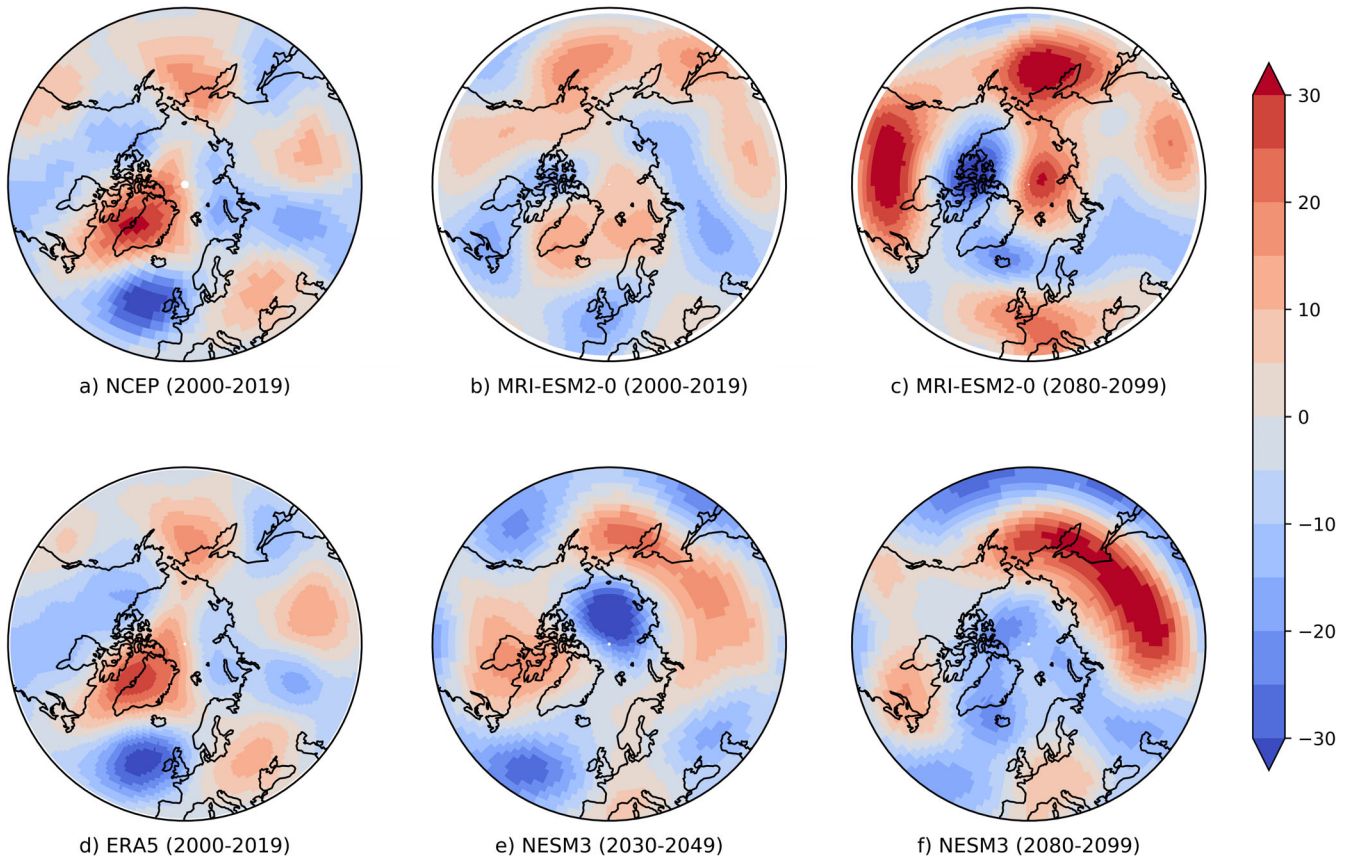 a) NCEP (2000-2019)
b) MRI-ESM2-0 (2000-2019)
c) MRI-ESM2-0 (2080-2099)
d) ERA5 (2000-2019)
e) NESM3 (2030-2049)
f) NESM3 (2080-2099)
30
20
10
0
−10
−20
−30